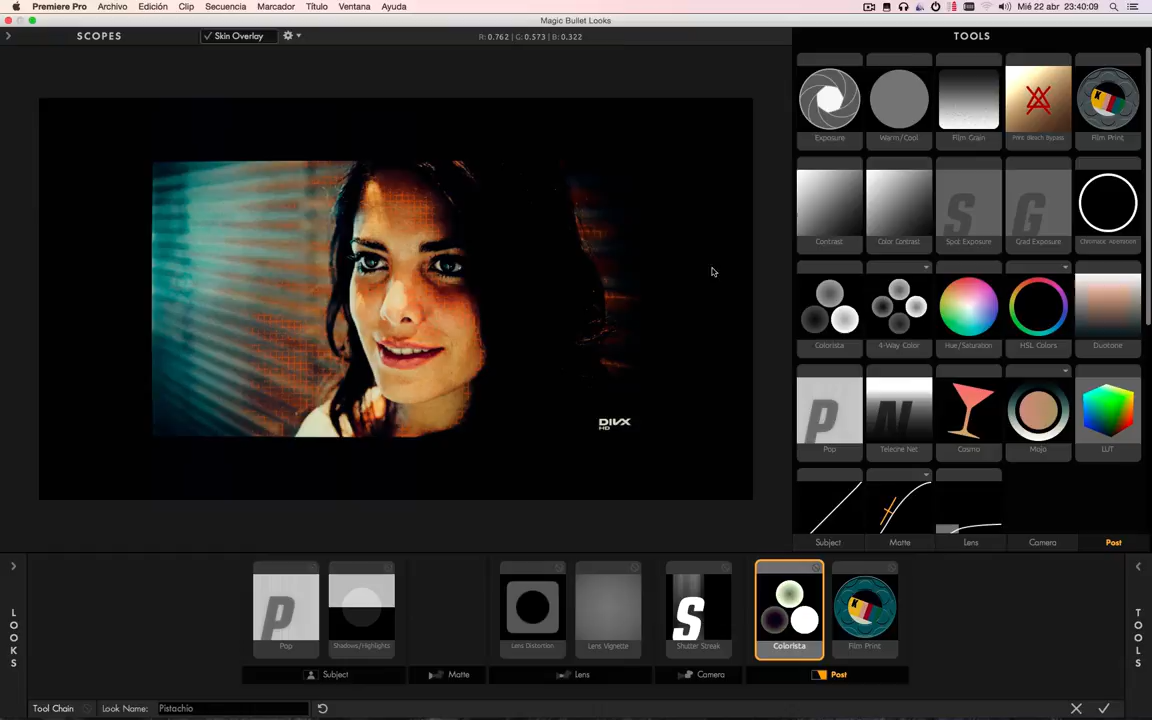 Premiere Pro Archivo Edición Clip Secuencia Marcador Título Ventana Ayuda Mié 22 abr 23:40:09
Magic Bullet Looks
SCOPES ✓ Skin Overlay R:0.762 | G:0.573 | B:0.322 TOOLS
Exposure Warm/Cool Film Grain Print Bleach Bypass Film Print
S G
Contrast Color Contrast Spot Exposure Grad Exposure Chromatic Aberration
Colorista 4-Way Color Hue/Saturation HSL Colors Duotone
P N
Pop Telecine Net Cosmo Mojo LUT
DIVX
HD
Subject Matte Lens Camera Post
LOOKS
P S
TOOLS
Pop Shadows/Highlights Lens Distortion Lens Vignette Shutter Streak Colorista Film Print
Subject Matte Lens Camera Post
Tool Chain Look Name: Pistachio